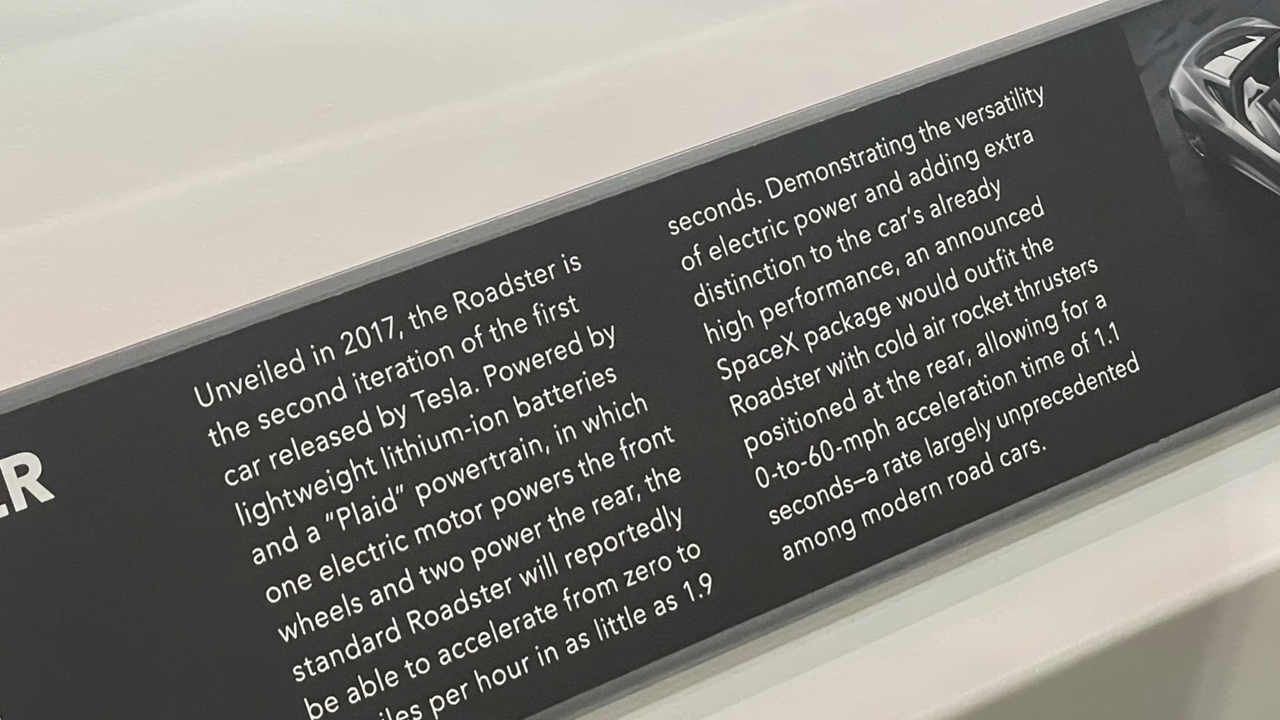 Unveiled in 2017, the Roadster is
the second iteration of the first
car released by Tesla. Powered by
lightweight lithium-ion batteries
and a "Plaid" powertrain, in which
one electric motor powers the front
wheels and two power the rear, the
standard Roadster will reportedly
be able to accelerate from zero to
per hour in as little as 1.9
seconds. Demonstrating the versatility
of electric power and adding extra
distinction to the car's already
high performance, an announced
SpaceX package would outfit the
Roadster with cold air rocket thrusters
positioned at the rear, allowing for a
0-to-60-mph acceleration time of 1.1
seconds—a rate largely unprecedented
among modern road cars.